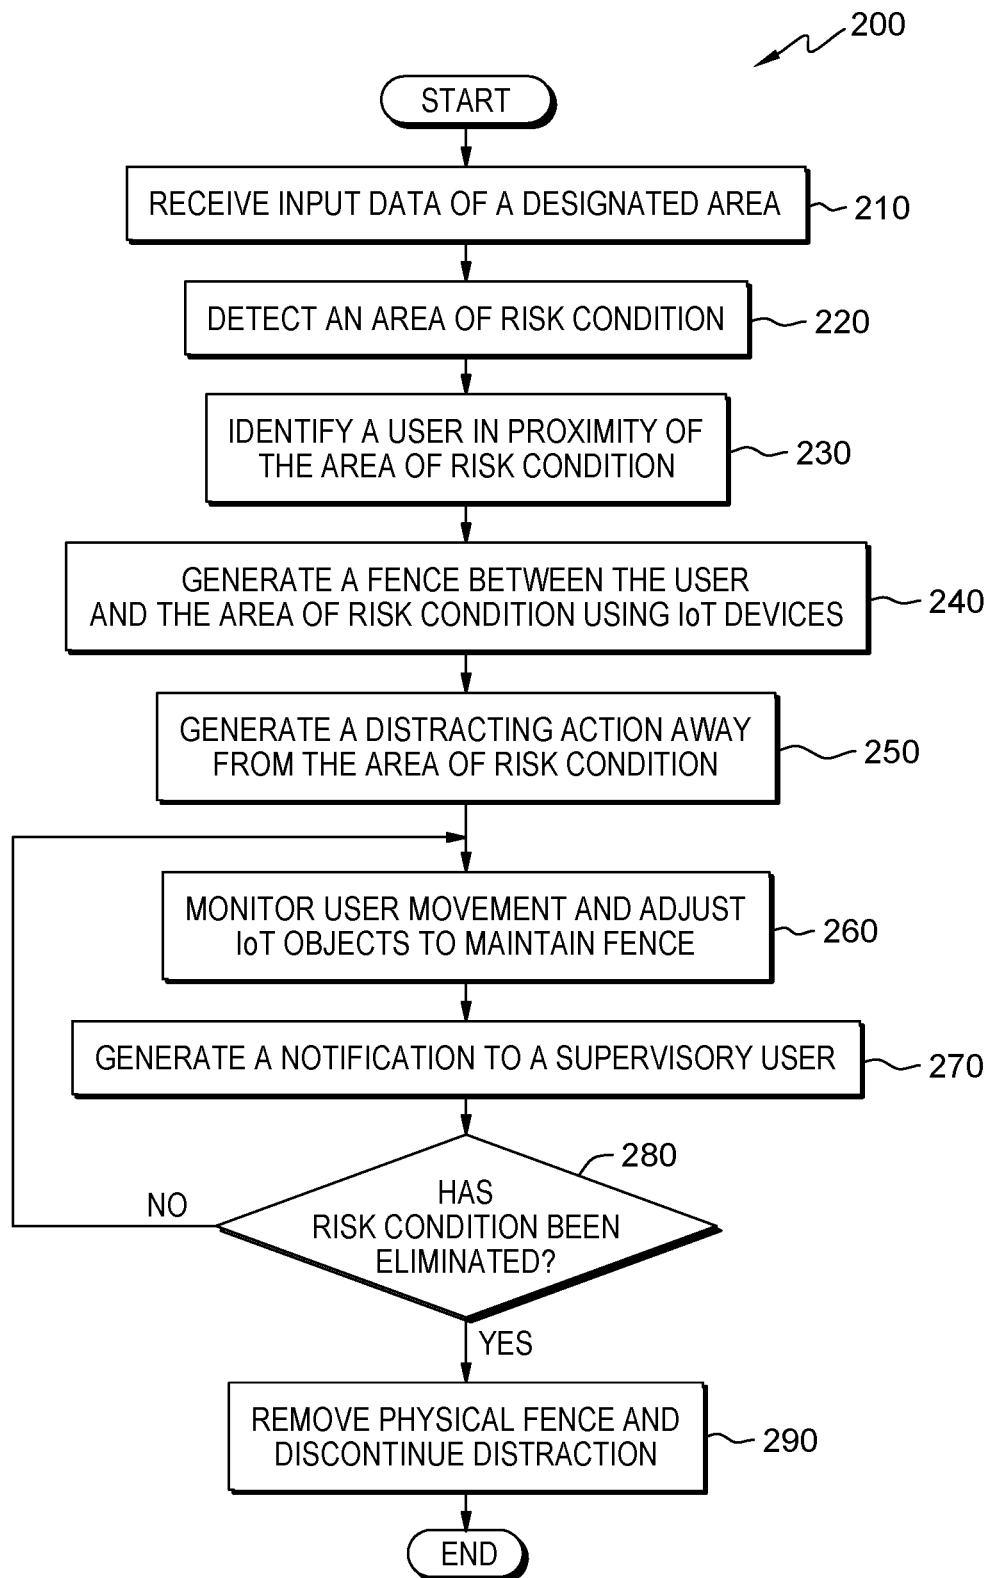 200
START
RECEIVE INPUT DATA OF A DESIGNATED AREA
210
DETECT AN AREA OF RISK CONDITION
220
IDENTIFY A USER IN PROXIMITY OF
THE AREA OF RISK CONDITION
230
GENERATE A FENCE BETWEEN THE USER
AND THE AREA OF RISK CONDITION USING IoT DEVICES
240
GENERATE A DISTRACTING ACTION AWAY
FROM THE AREA OF RISK CONDITION
250
MONITOR USER MOVEMENT AND ADJUST
IoT OBJECTS TO MAINTAIN FENCE
260
GENERATE A NOTIFICATION TO A SUPERVISORY USER
270
280
HAS
RISK CONDITION BEEN
ELIMINATED?
NO
YES
REMOVE PHYSICAL FENCE AND
DISCONTINUE DISTRACTION
290
END